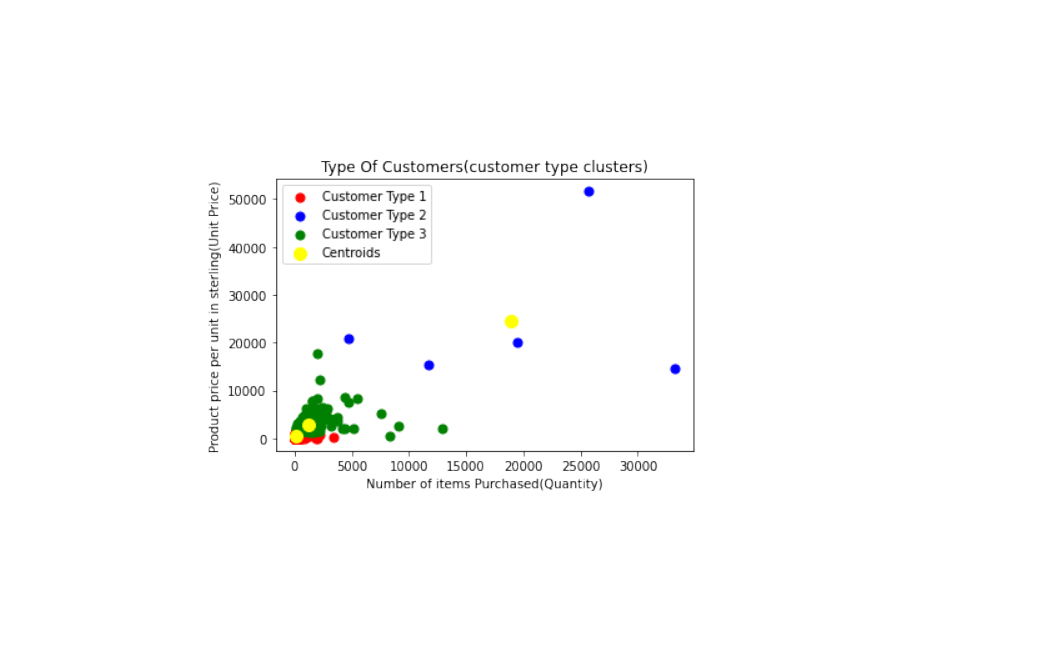 Type Of Customers(customer type clusters)
Customer Type 1
Customer Type 2
Customer Type 3
Centroids
Product price per unit in sterling(Unit Price)
50000
40000
30000
20000
10000
0
0 5000 10000 15000 20000 25000 30000
Number of items Purchased(Quantity)